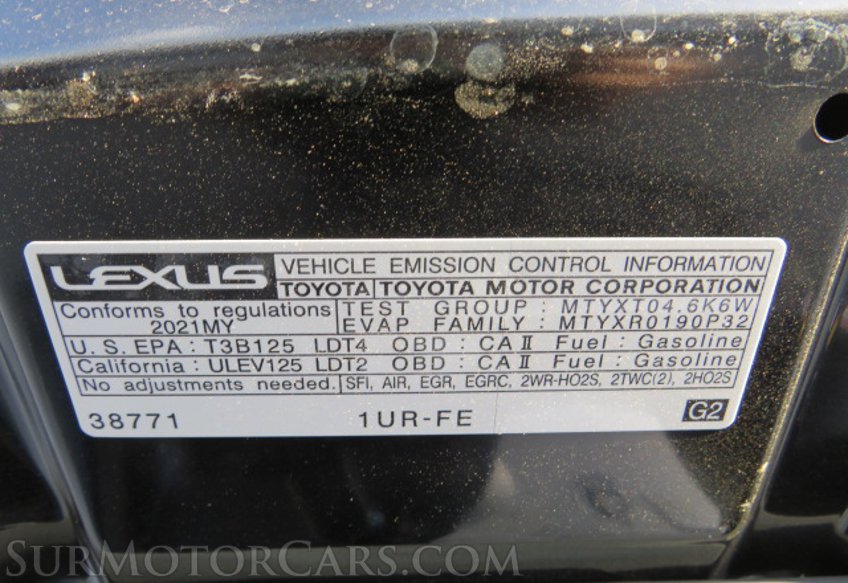 LEXUS VEHICLE EMISSION CONTROL INFORMATION
TOYOTA TOYOTA MOTOR CORPORATION
Conforms to regulations TEST GROUP : MTYXT04.6K6W
2021MY EVAP FAMILY : MTYXR0190P32
U.S. EPA : T3B125 LDT4 OBD : CA II Fuel : Gasoline
California : ULEV125 LDT2 OBD : CA II Fuel : Gasoline
No adjustments needed. SFI, AIR, EGR, EGRC, 2WR-HO2S, 2TWC(2), 2HO2S
38771 1UR-FE G2
SURMOTORCARS.COM